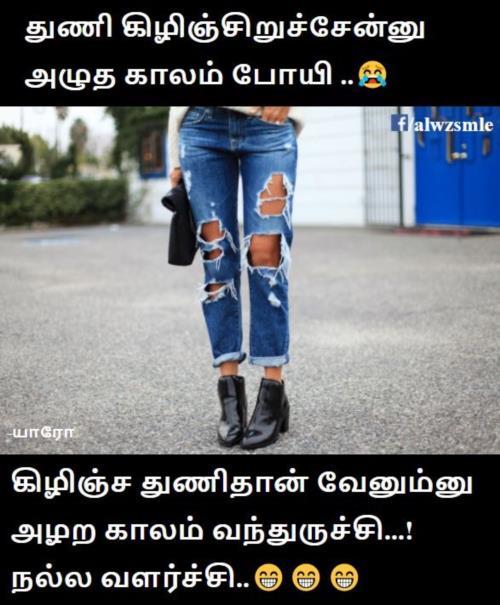 துணி கிழிஞ்சிறுச்சேன்னு
அழுத காலம் போயி ..😂
f/alwzsmle
-யாரோ
கிழிஞ்ச துணிதான் வேனும்னு
அழற காலம் வந்துருச்சி...!
நல்ல வளர்ச்சி..😁 😁 😁